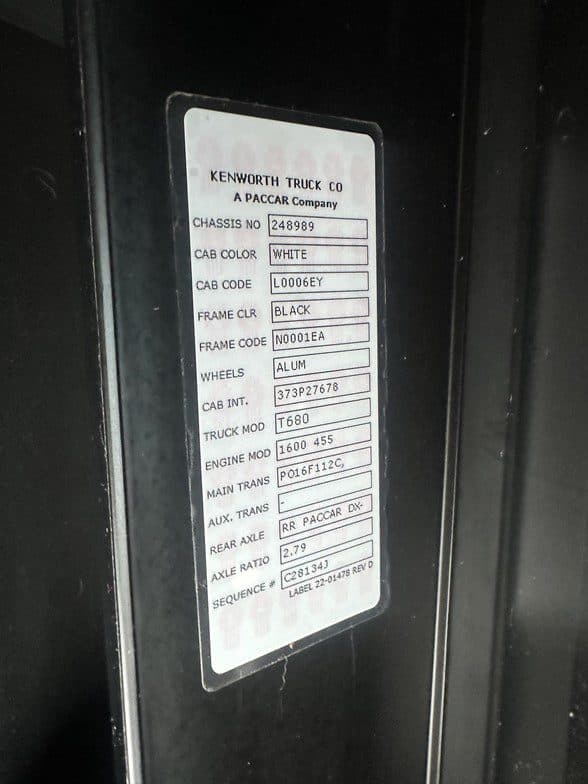 KENWORTH TRUCK CO
A PACCAR Company
CHASSIS NO 248989
CAB COLOR WHITE
CAB CODE L0006EY
FRAME CLR BLACK
FRAME CODE N0001EA
WHEELS ALUM
CAB INT. 373P27678
TRUCK MOD T680
ENGINE MOD 1600 455
MAIN TRANS PO16F112C,
AUX. TRANS -
REAR AXLE RR PACCAR DX-
AXLE RATIO 2.79
SEQUENCE # C28134J
LABEL 22-01478 REV D